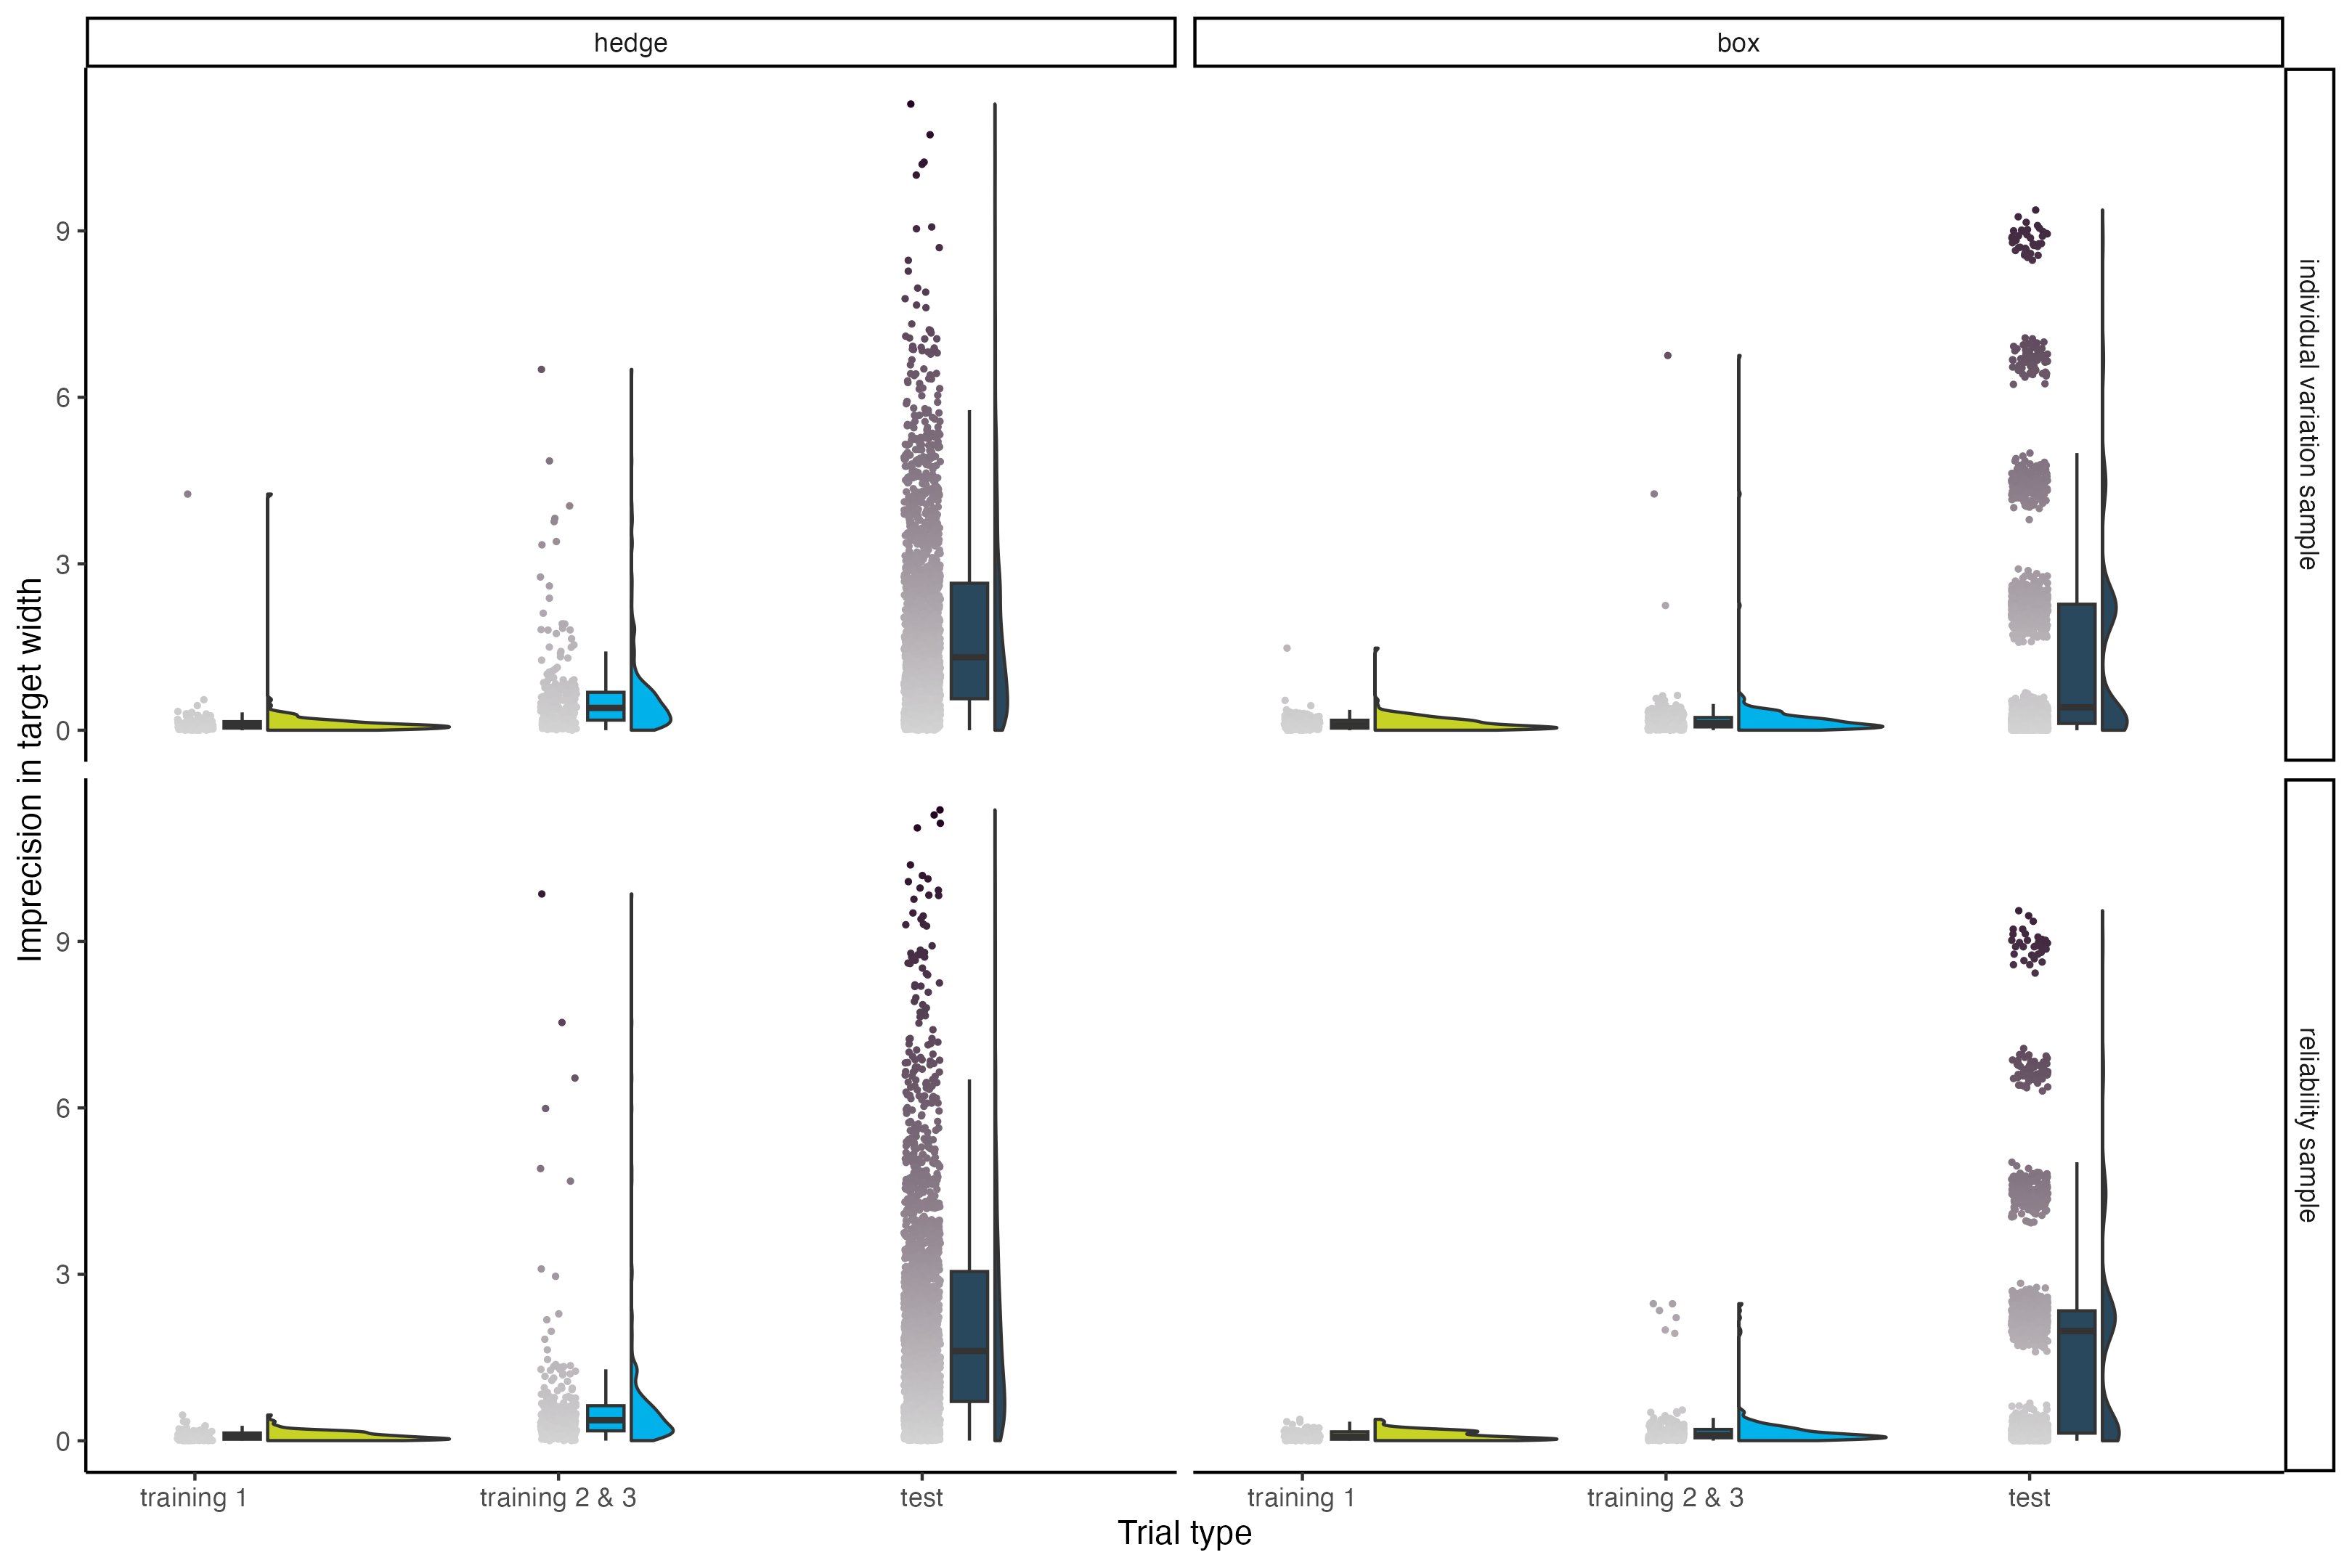 hedge
box
Imprecision in target width
9
6
3
0
individual variation sample
9
6
3
0
reliability sample
training 1
training 2 & 3
test
training 1
training 2 & 3
test
Trial type